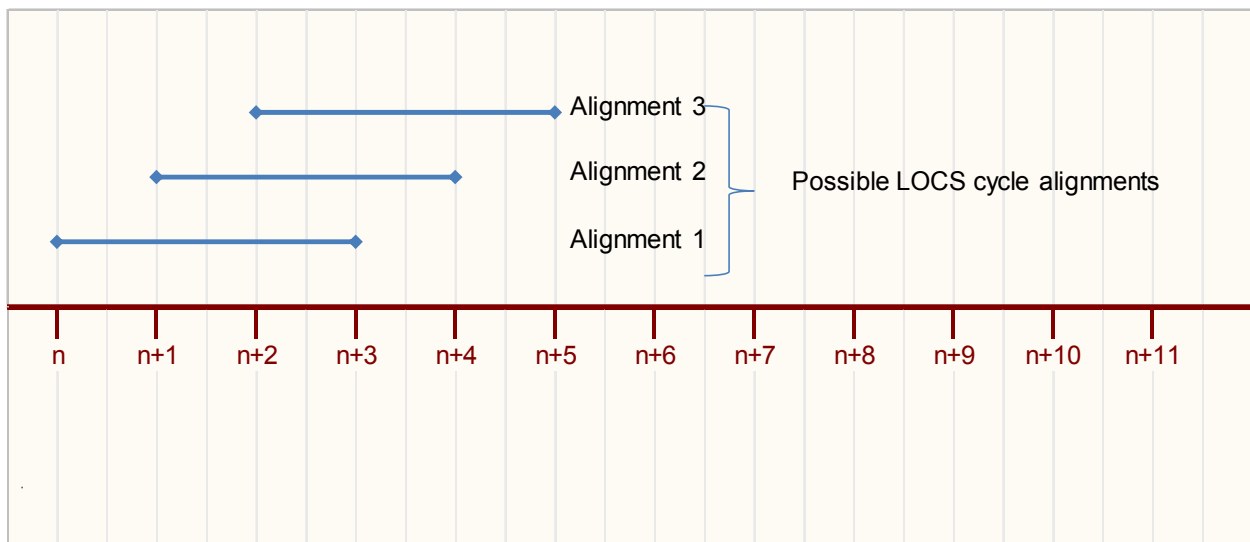 Alignment 3
Alignment 2
Possible LOCS cycle alignments
Alignment 1
n n+1 n+2 n+3 n+4 n+5 n+6 n+7 n+8 n+9 n+10 n+11